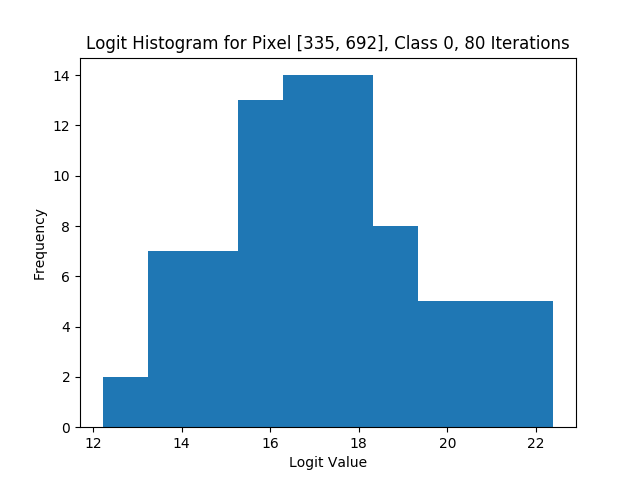 Logit Histogram for Pixel [335, 692], Class 0, 80 Iterations
14
12
10
8
6
4
2
0
Frequency
12 14 16 18 20 22
Logit Value